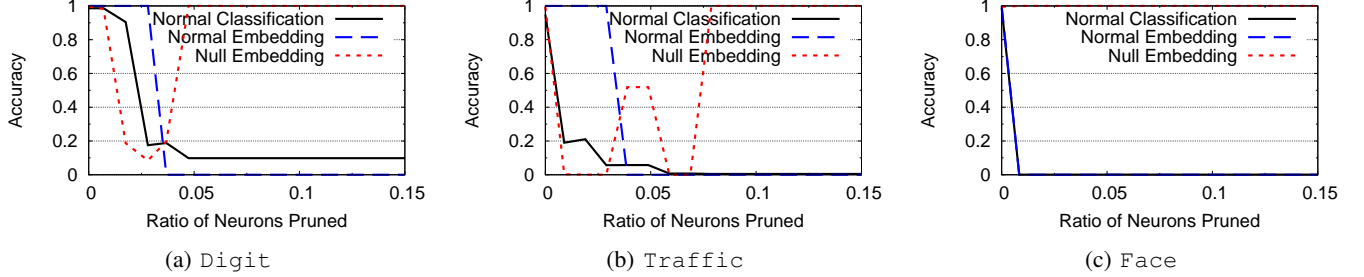 Accuracy
1
0.8
0.6
0.4
0.2
0
0 0.05 0.1 0.15
Normal Classification
Normal Embedding
Null Embedding
Ratio of Neurons Pruned
(a) Digit
Accuracy
1
0.8
0.6
0.4
0.2
0
0 0.05 0.1 0.15
Normal Classification
Normal Embedding
Null Embedding
Ratio of Neurons Pruned
(b) Traffic
Accuracy
1
0.8
0.6
0.4
0.2
0
0 0.05 0.1 0.15
Normal Classification
Normal Embedding
Null Embedding
Ratio of Neurons Pruned
(c) Face